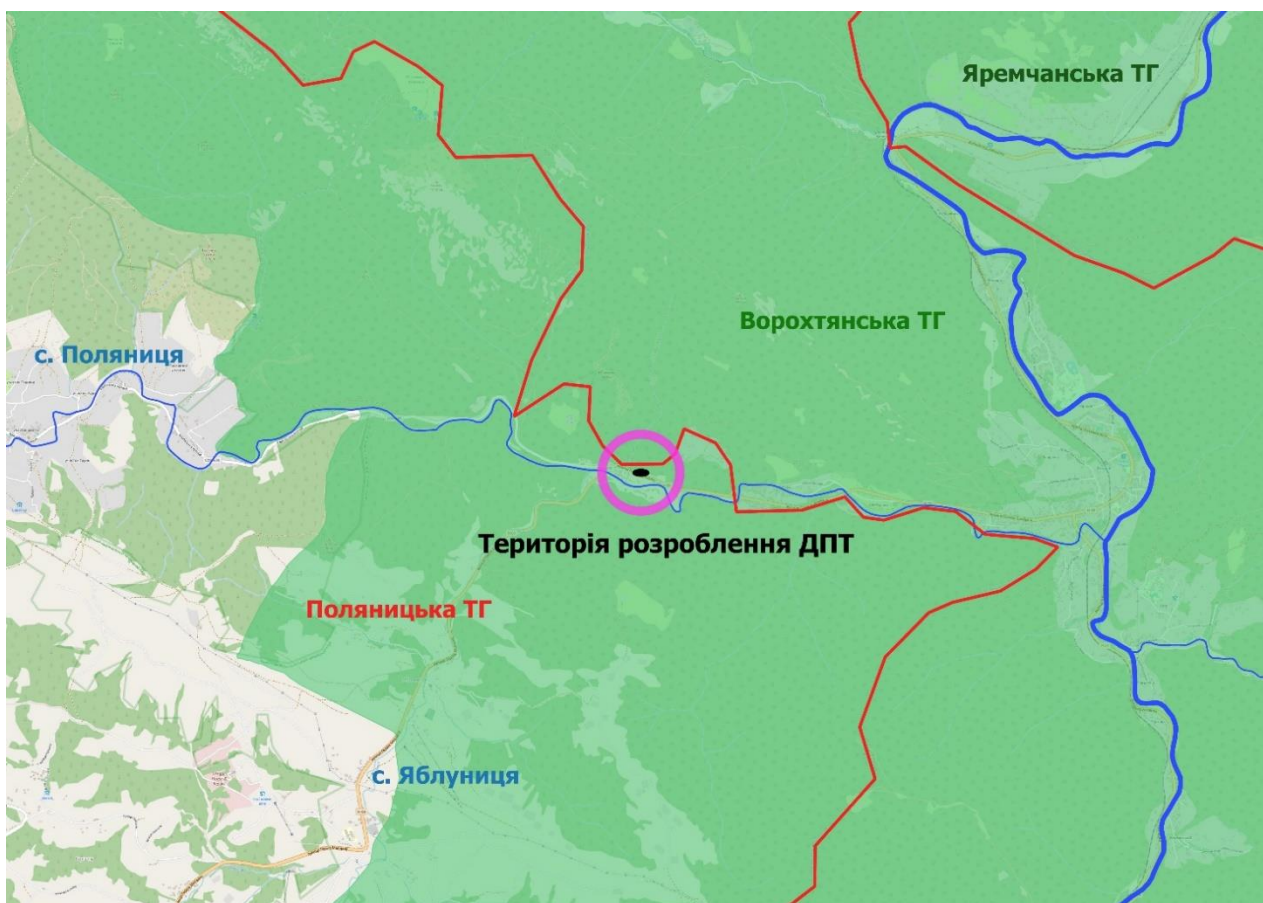 Яремчанська ТГ
Ворохтянська ТГ
с. Поляниця
Територія розроблення ДПТ
Поляницька ТГ
с. Яблуниця